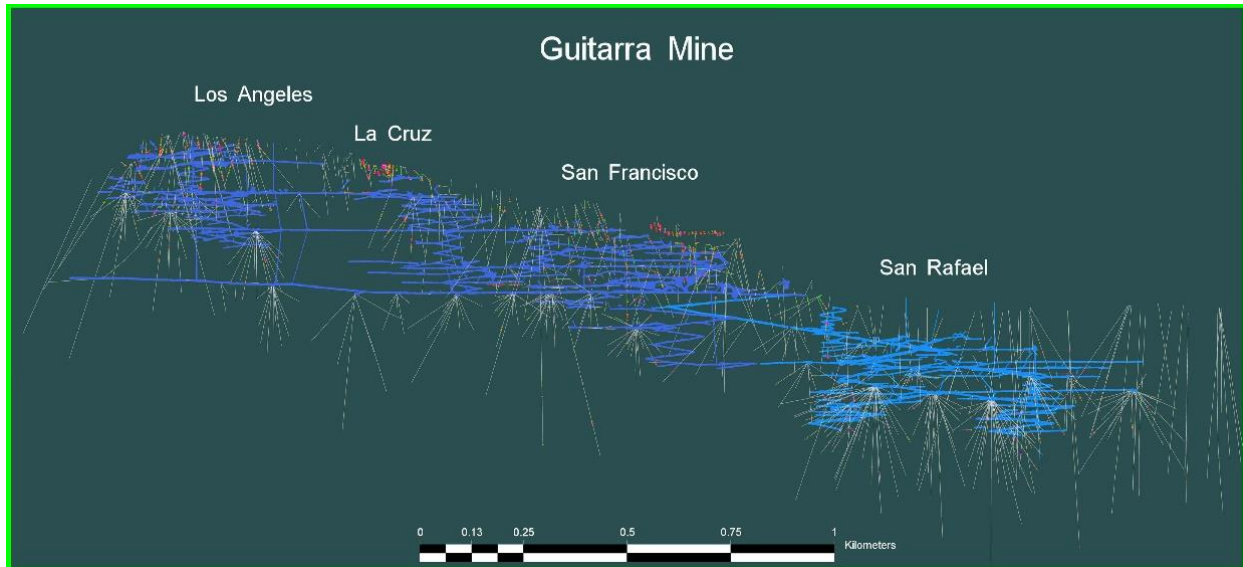 Guitarra Mine
Los Angeles
La Cruz
San Francisco
San Rafael
0 0.13 0.25 0.5 0.75 1
Kilometers